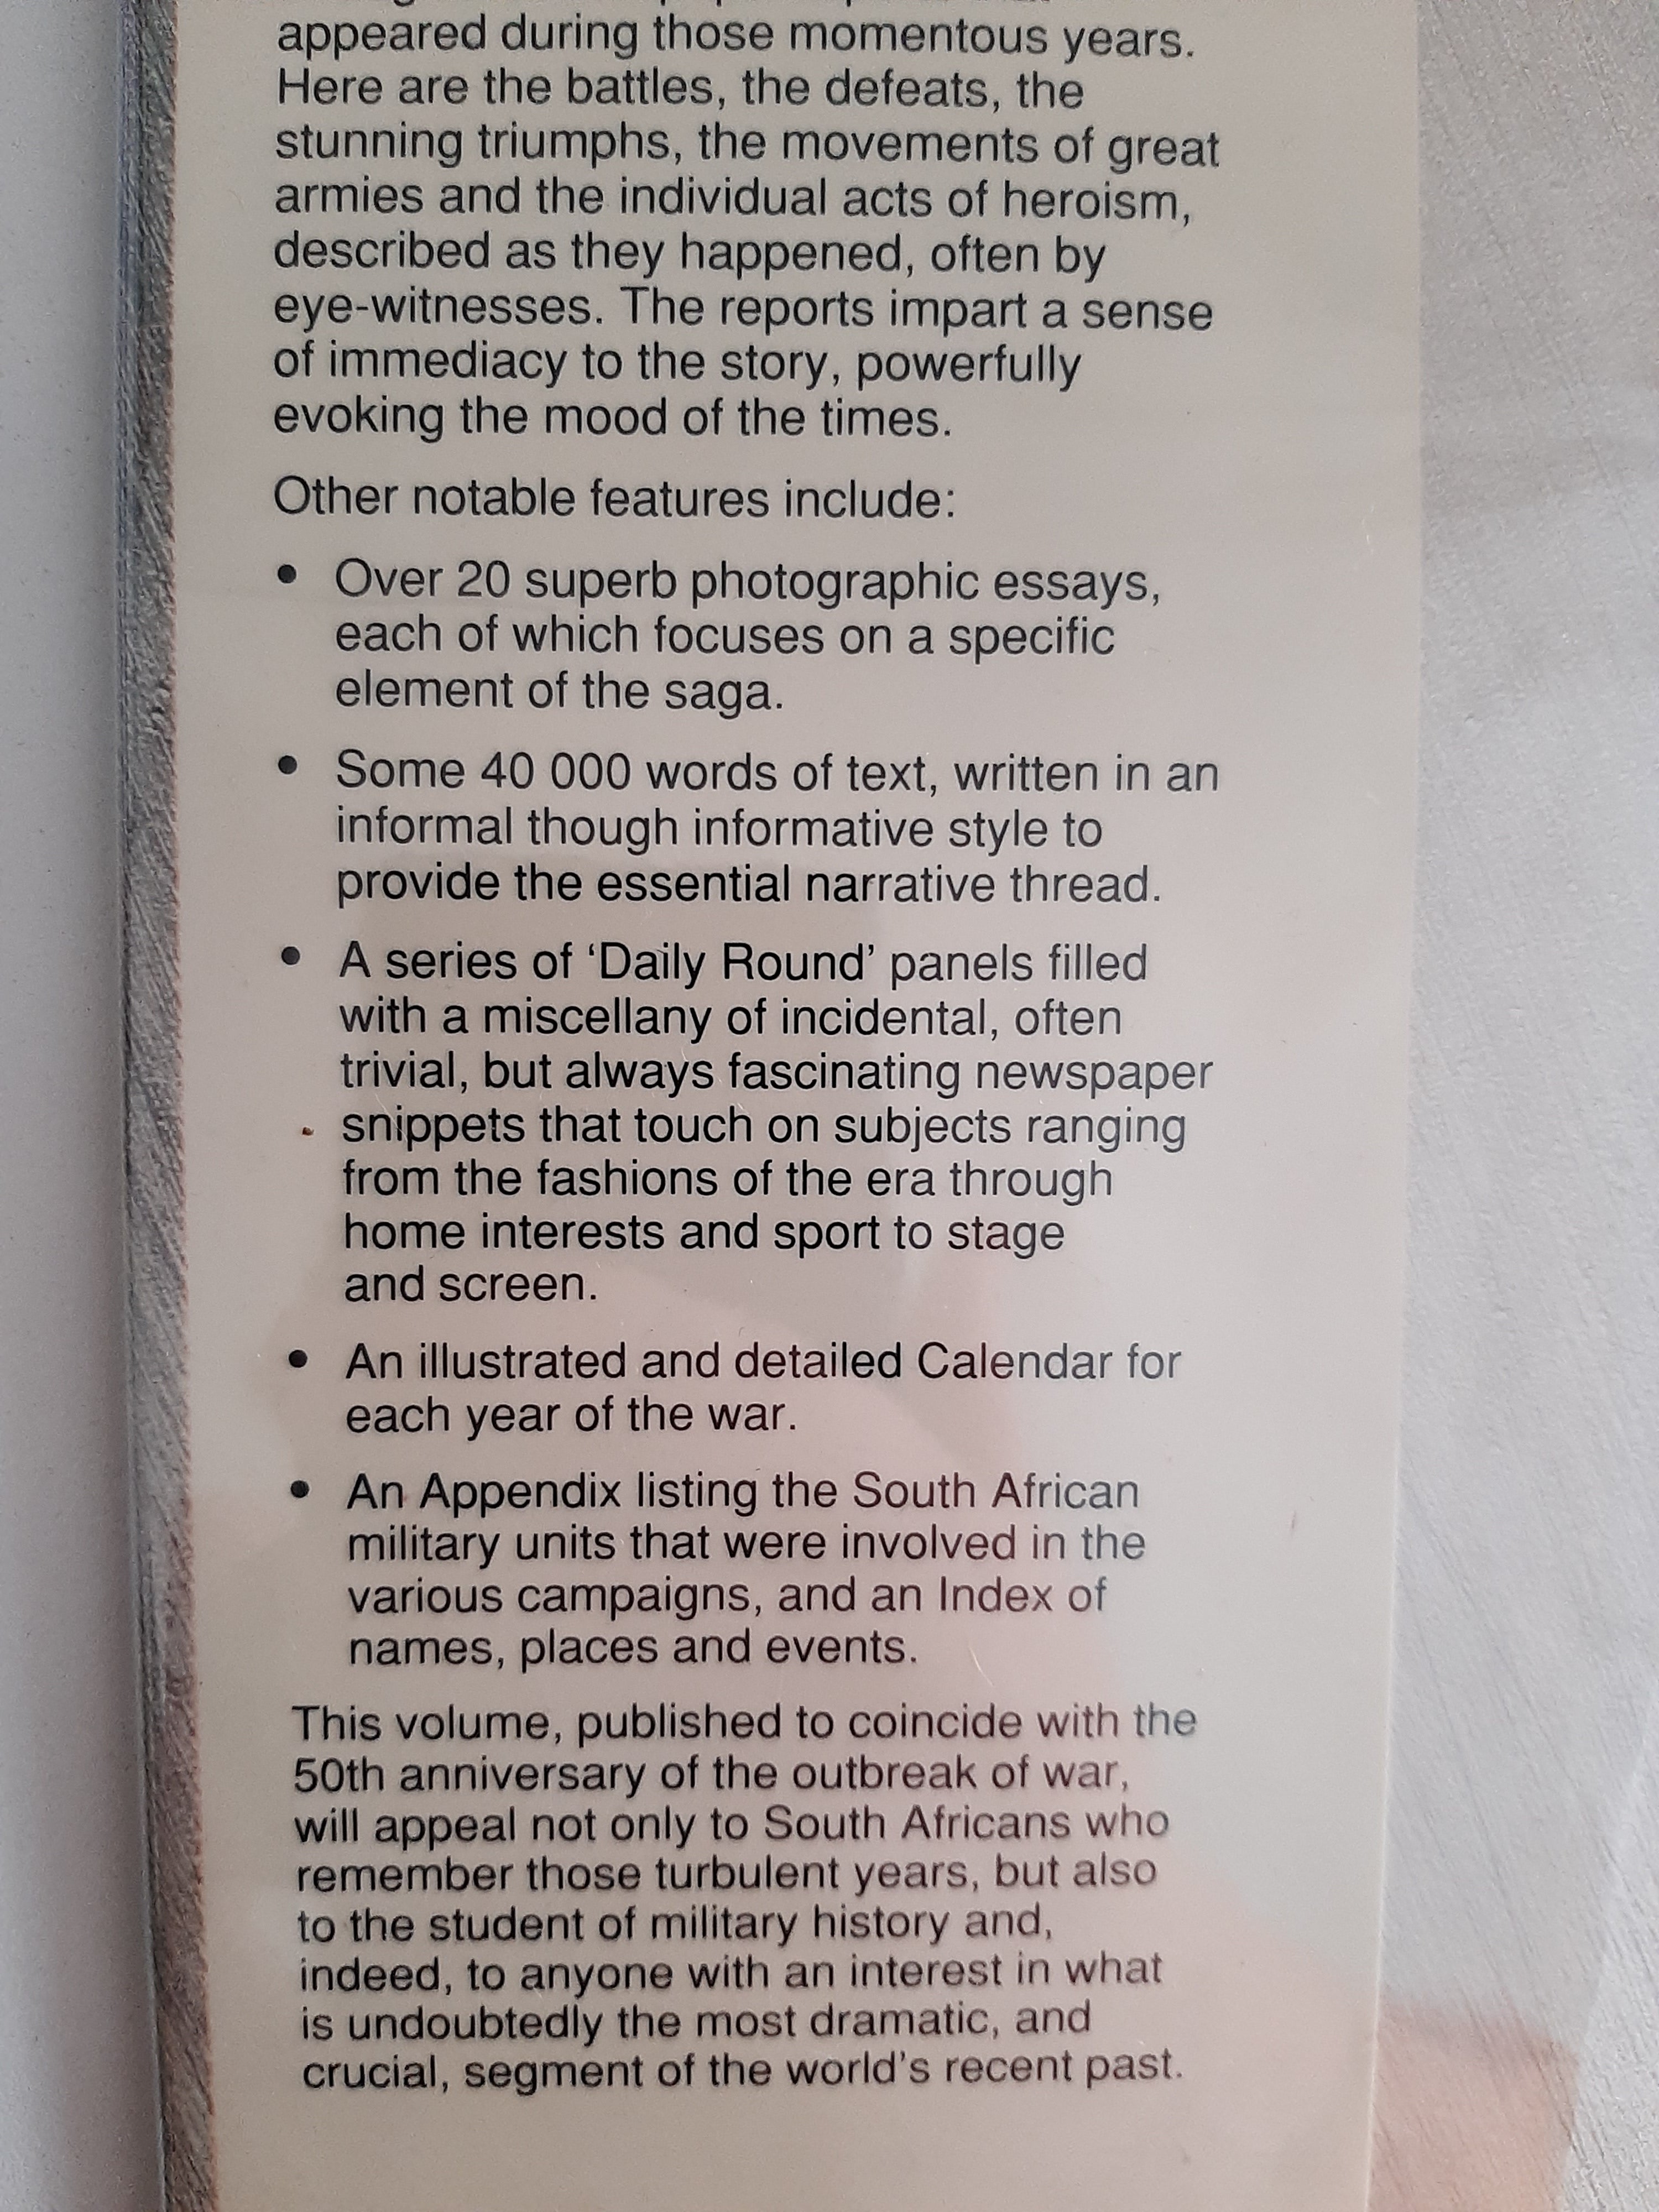 appeared during those momentous years.
Here are the battles, the defeats, the
stunning triumphs, the movements of great
armies and the individual acts of heroism,
described as they happened, often by
eye-witnesses. The reports impart a sense
of immediacy to the story, powerfully
evoking the mood of the times.
Other notable features include:
• Over 20 superb photographic essays,
each of which focuses on a specific
element of the saga.
• Some 40 000 words of text, written in an
informal though informative style to
provide the essential narrative thread.
• A series of ‘Daily Round’ panels filled
with a miscellany of incidental, often
trivial, but always fascinating newspaper
snippets that touch on subjects ranging
from the fashions of the era through
home interests and sport to stage
and screen.
• An illustrated and detailed Calendar for
each year of the war.
• An Appendix listing the South African
military units that were involved in the
various campaigns, and an Index of
names, places and events.
This volume, published to coincide with the
50th anniversary of the outbreak of war,
will appeal not only to South Africans who
remember those turbulent years, but also
to the student of military history and,
indeed, to anyone with an interest in what
is undoubtedly the most dramatic, and
crucial, segment of the world's recent past.